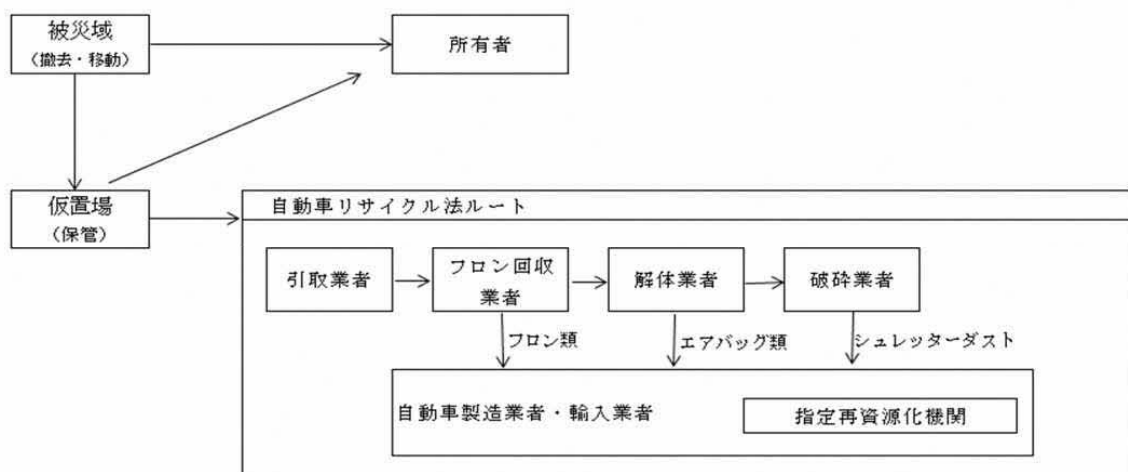 被災域
（撤去・移動）
所有者
仮置場
（保管）
自動車リサイクル法ルート
引取業者
フロン回収
業者
解体業者
破砕業者
フロン類
エアバッグ類
シュレッターダスト
自動車製造業者・輸入業者
指定再資源化機関